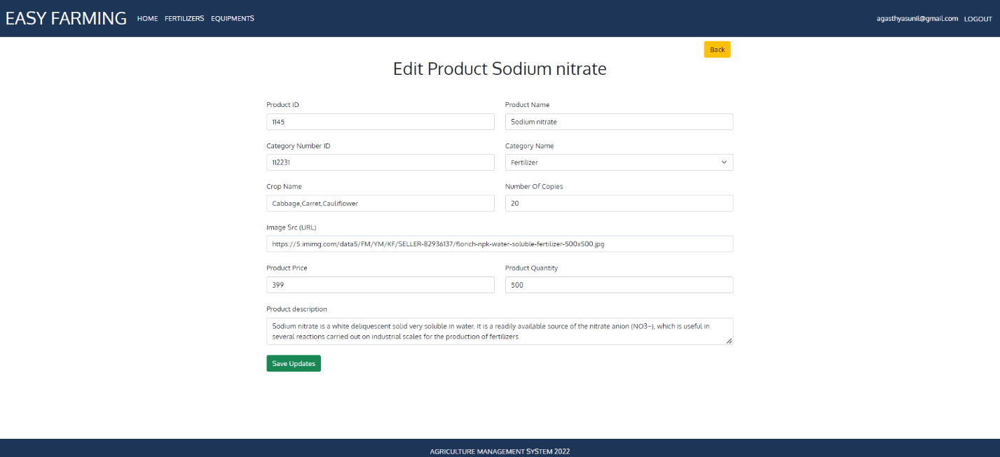 EASY FARMING HOME FERTILIZERS EQUIPMENTS agasthyasunil@gmail.com LOGOUT
Back
Edit Product Sodium nitrate
Product ID Product Name
1145 Sodium nitrate
Category Number ID Category Name
112231 Fertilizer
Crop Name Number Of Copies
Cabbage,Carret,Cauliflower 20
Image Src (URL)
https://5.imimg.com/data5/FM/YM/KF/SELLER-82936137/florich-npk-water-soluble-fertilizer-500x500.jpg
Product Price Product Quantity
399 500
Product description
Sodium nitrate is a white deliquescent solid very soluble in water. It is a readily available source of the nitrate anion (NO3−), which is useful in
several reactions carried out on industrial scales for the production of fertilizers
Save Updates
AGRICULTURE MANAGEMENT SYSTEM 2022